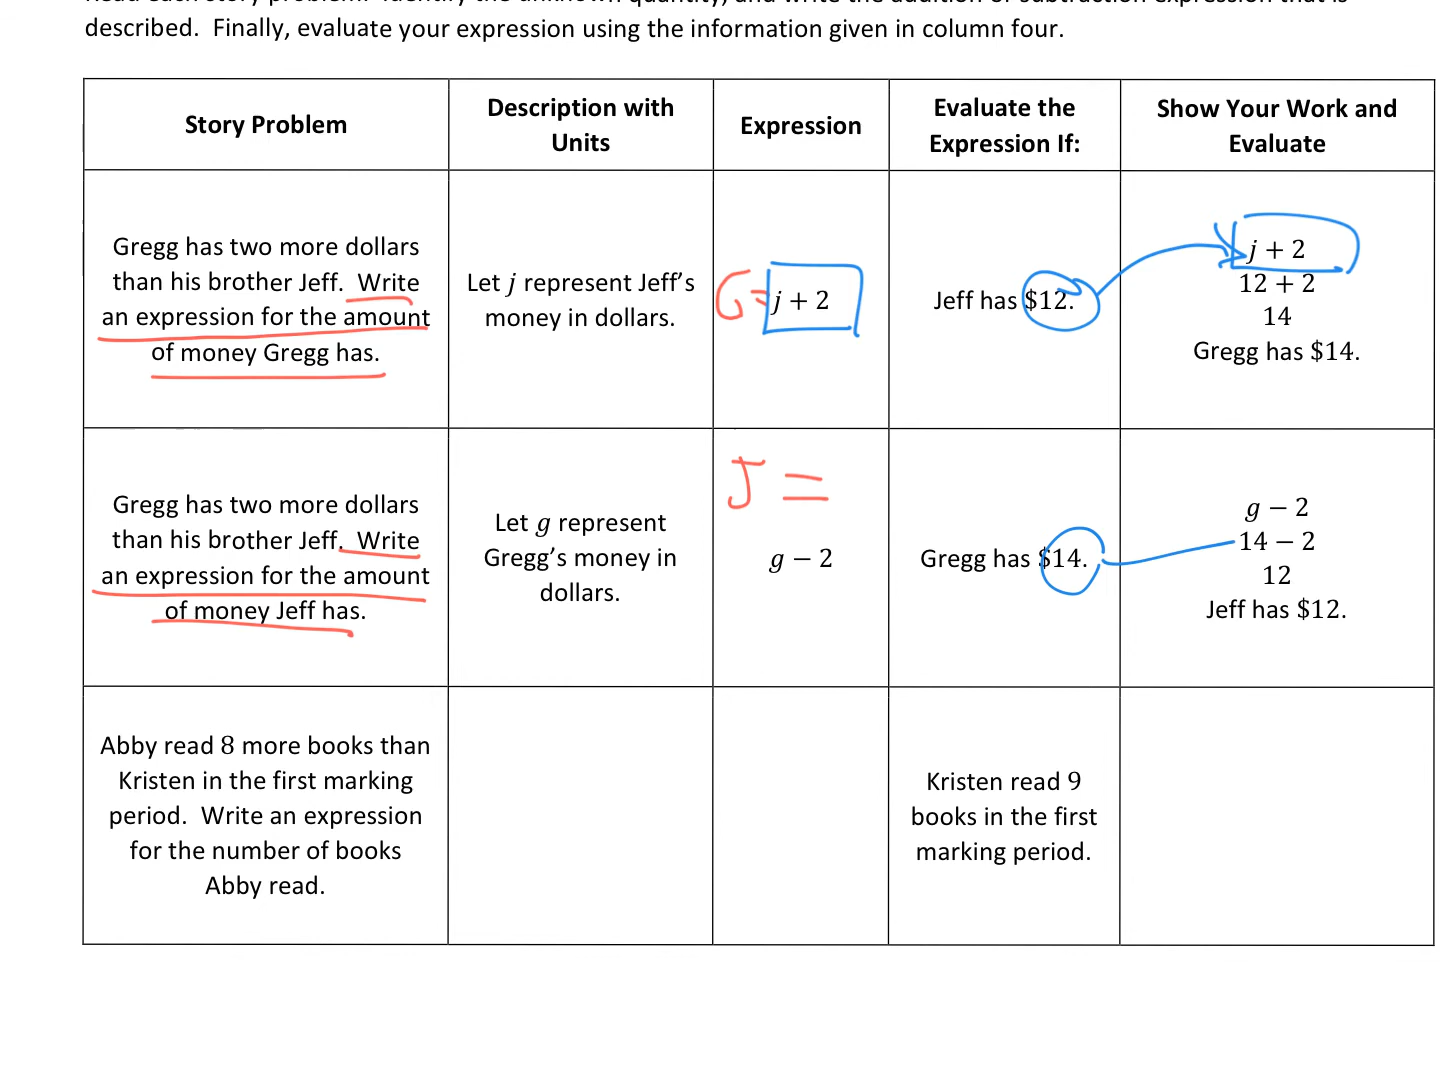 described.  Finally, evaluate your expression using the information given in column four.
Story Problem
Description with
Units
Expression
Evaluate the
Expression If:
Show Your Work and
Evaluate
Gregg has two more dollars
than his brother Jeff.  Write
an expression for the amount
of money Gregg has.
Let j represent Jeff's
money in dollars.
G = j + 2
Jeff has $12.
j + 2
12 + 2
14
Gregg has $14.
Gregg has two more dollars
than his brother Jeff.  Write
an expression for the amount
of money Jeff has.
Let g represent
Gregg's money in
dollars.
J =
g − 2
Gregg has $14.
g − 2
14 − 2
12
Jeff has $12.
Abby read 8 more books than
Kristen in the first marking
period.  Write an expression
for the number of books
Abby read.
Kristen read 9
books in the first
marking period.